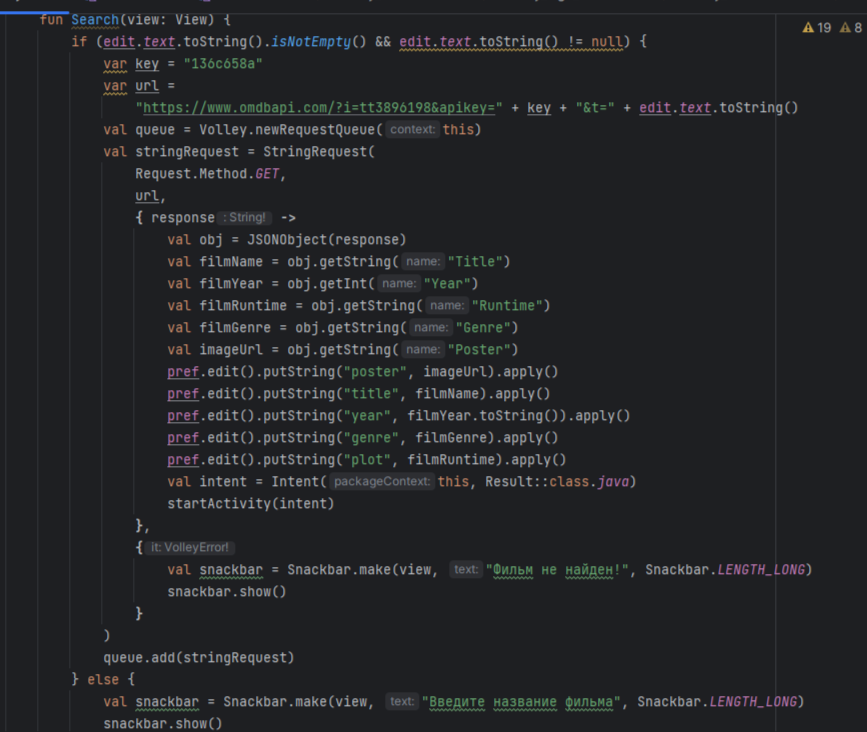 fun Search(view: View) {
19 8
if (edit.text.toString().isNotEmpty() && edit.text.toString() != null) {
var key = "136c658a"
var url =
"https://www.omdbapi.com/?i=tt3896198&apikey=" + key + "&t=" + edit.text.toString()
val queue = Volley.newRequestQueue( context: this)
val stringRequest = StringRequest(
Request.Method.GET,
url,
{ response : String! ->
val obj = JSONObject(response)
val filmName = obj.getString( name: "Title")
val filmYear = obj.getInt( name: "Year")
val filmRuntime = obj.getString( name: "Runtime")
val filmGenre = obj.getString( name: "Genre")
val imageUrl = obj.getString( name: "Poster")
pref.edit().putString("poster", imageUrl).apply()
pref.edit().putString("title", filmName).apply()
pref.edit().putString("year", filmYear.toString()).apply()
pref.edit().putString("genre", filmGenre).apply()
pref.edit().putString("plot", filmRuntime).apply()
val intent = Intent( packageContext: this, Result::class.java)
startActivity(intent)
},
{ it: VolleyError!
val snackbar = Snackbar.make(view, text: "Фильм не найден!", Snackbar.LENGTH_LONG)
snackbar.show()
}
)
queue.add(stringRequest)
} else {
val snackbar = Snackbar.make(view, text: "Введите название фильма", Snackbar.LENGTH_LONG)
snackbar.show()